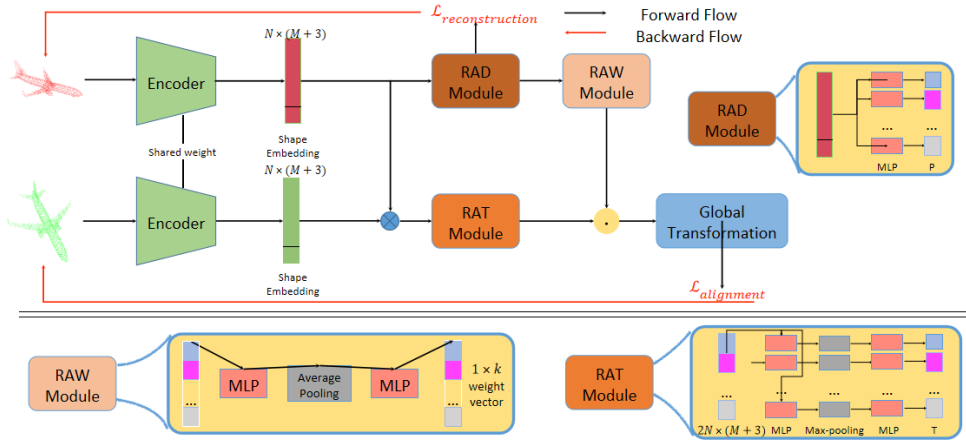 ℒ_reconstruction
Forward Flow
Backward Flow
N × (M + 3)
Encoder
RAD
Module
RAW
Module
Shape
Embedding
Shared weight
N × (M + 3)
Encoder
RAT
Module
.
Global
Transformation
Shape
Embedding
ℒ_alignment
RAD
Module
...
...
MLP
P
RAW
Module
MLP
Average
Pooling
MLP
...
...
1 × k
weight
vector
RAT
Module
...
...
...
...
...
2N × (M + 3)
MLP
Max-pooling
MLP
T